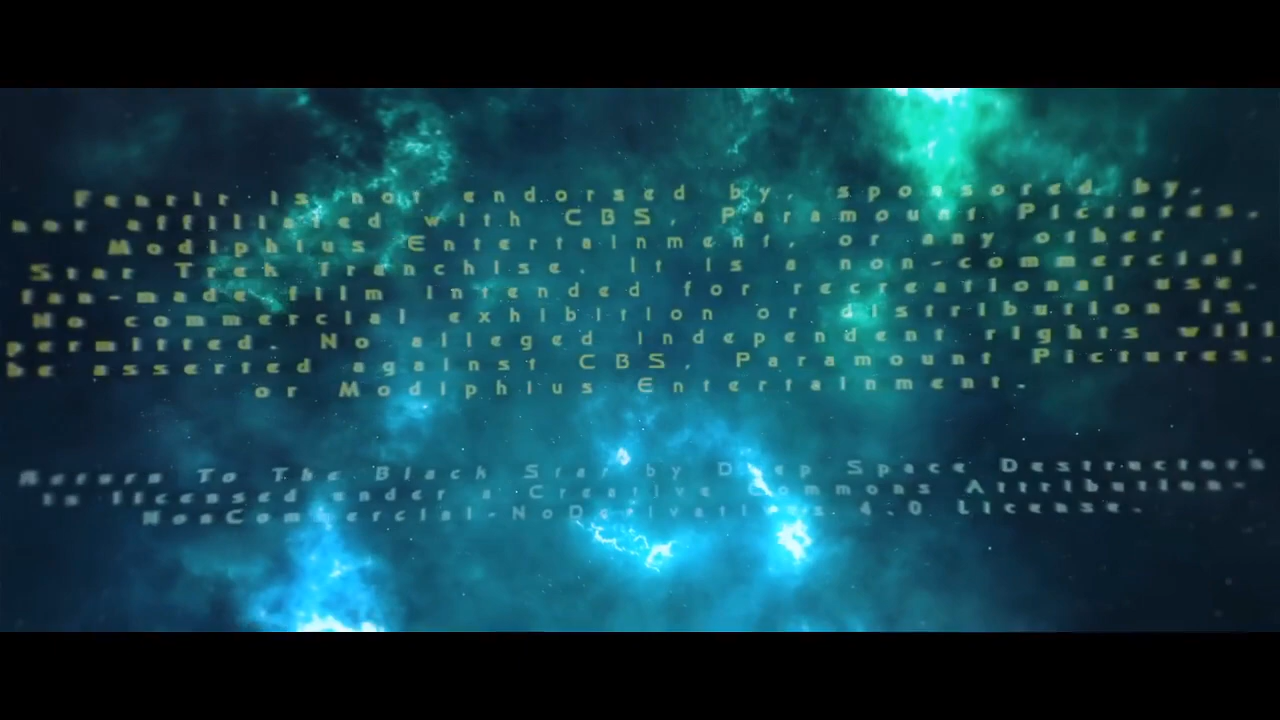 Fenrir is not endorsed by, sponsored by,
nor affiliated with CBS, Paramount Pictures,
Modiphius Entertainment, or any other
Star Trek franchise. It is a non-commercial
fan-made film intended for recreational use.
No commercial exhibition or distribution is
permitted. No alleged independent rights will
be asserted against CBS, Paramount Pictures,
or Modiphius Entertainment.
Return To The Black Star by Deep Space Destructors
is licensed under a Creative Commons Attribution-
NonCommercial-NoDerivatives 4.0 License.